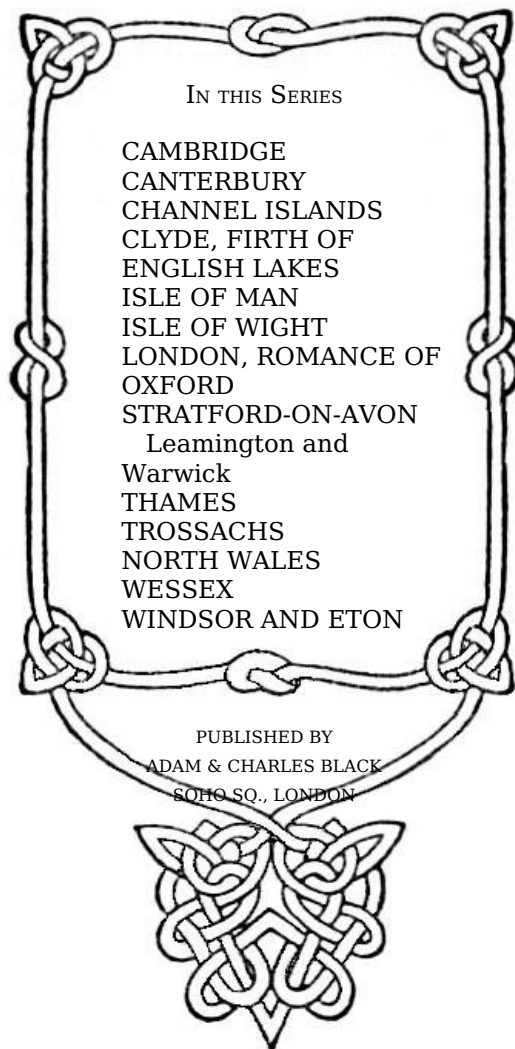 In this Series
CAMBRIDGE
CANTERBURY
CHANNEL ISLANDS
CLYDE, FIRTH OF
ENGLISH LAKES
ISLE OF MAN
ISLE OF WIGHT
LONDON, ROMANCE OF
OXFORD
STRATFORD-ON-AVON
Leamington and
Warwick
THAMES
TROSSACHS
NORTH WALES
WESSEX
WINDSOR AND ETON
PUBLISHED BY
ADAM & CHARLES BLACK
SOHO SQ., LONDON